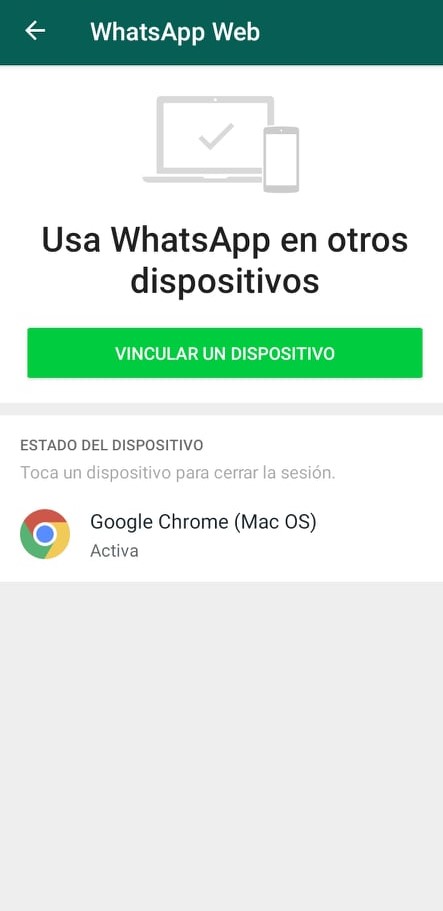 WhatsApp Web
Usa WhatsApp en otros
dispositivos
VINCULAR UN DISPOSITIVO
ESTADO DEL DISPOSITIVO
Toca un dispositivo para cerrar la sesión.
Google Chrome (Mac OS)
Activa